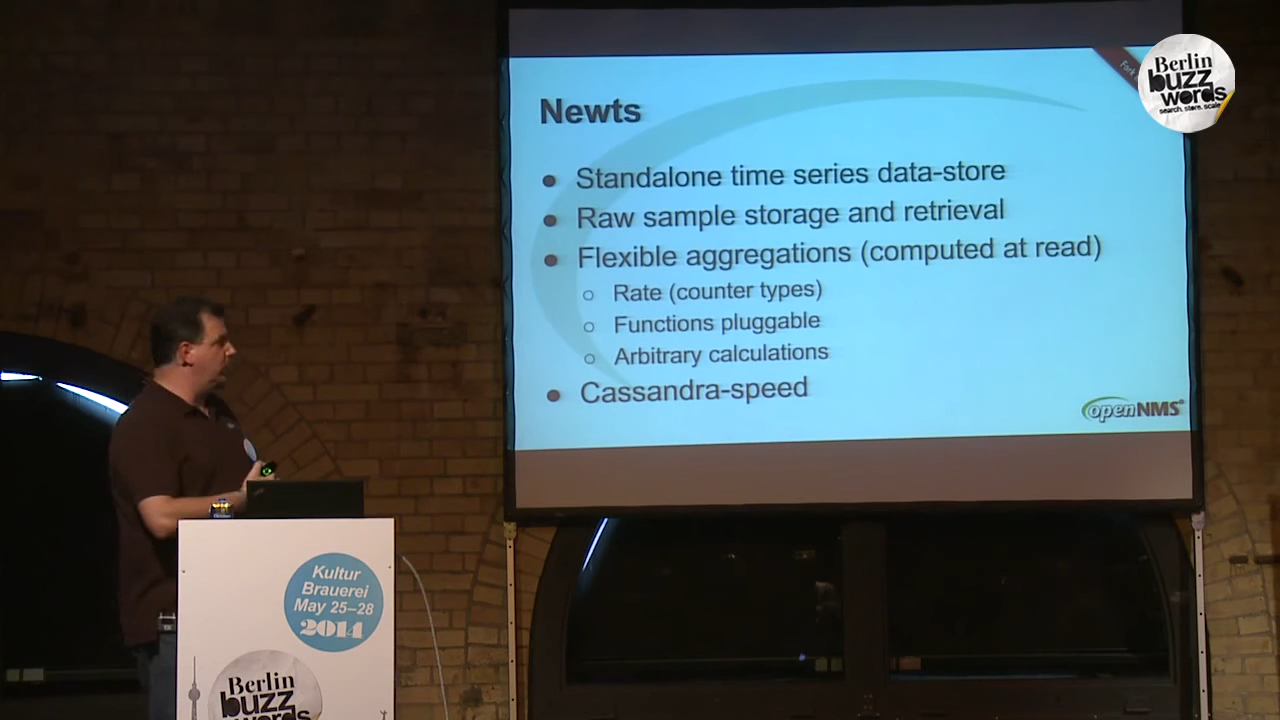 Newts
Standalone time series data-store
Raw sample storage and retrieval
Flexible aggregations (computed at read)
Rate (counter types)
Functions pluggable
Arbitrary calculations
Cassandra-speed
openNMS®
Fork
Berlin
buzz
words
search. store. scale.
Kultur
Brauerei
May 25–28
2014
Berlin
buzz
words